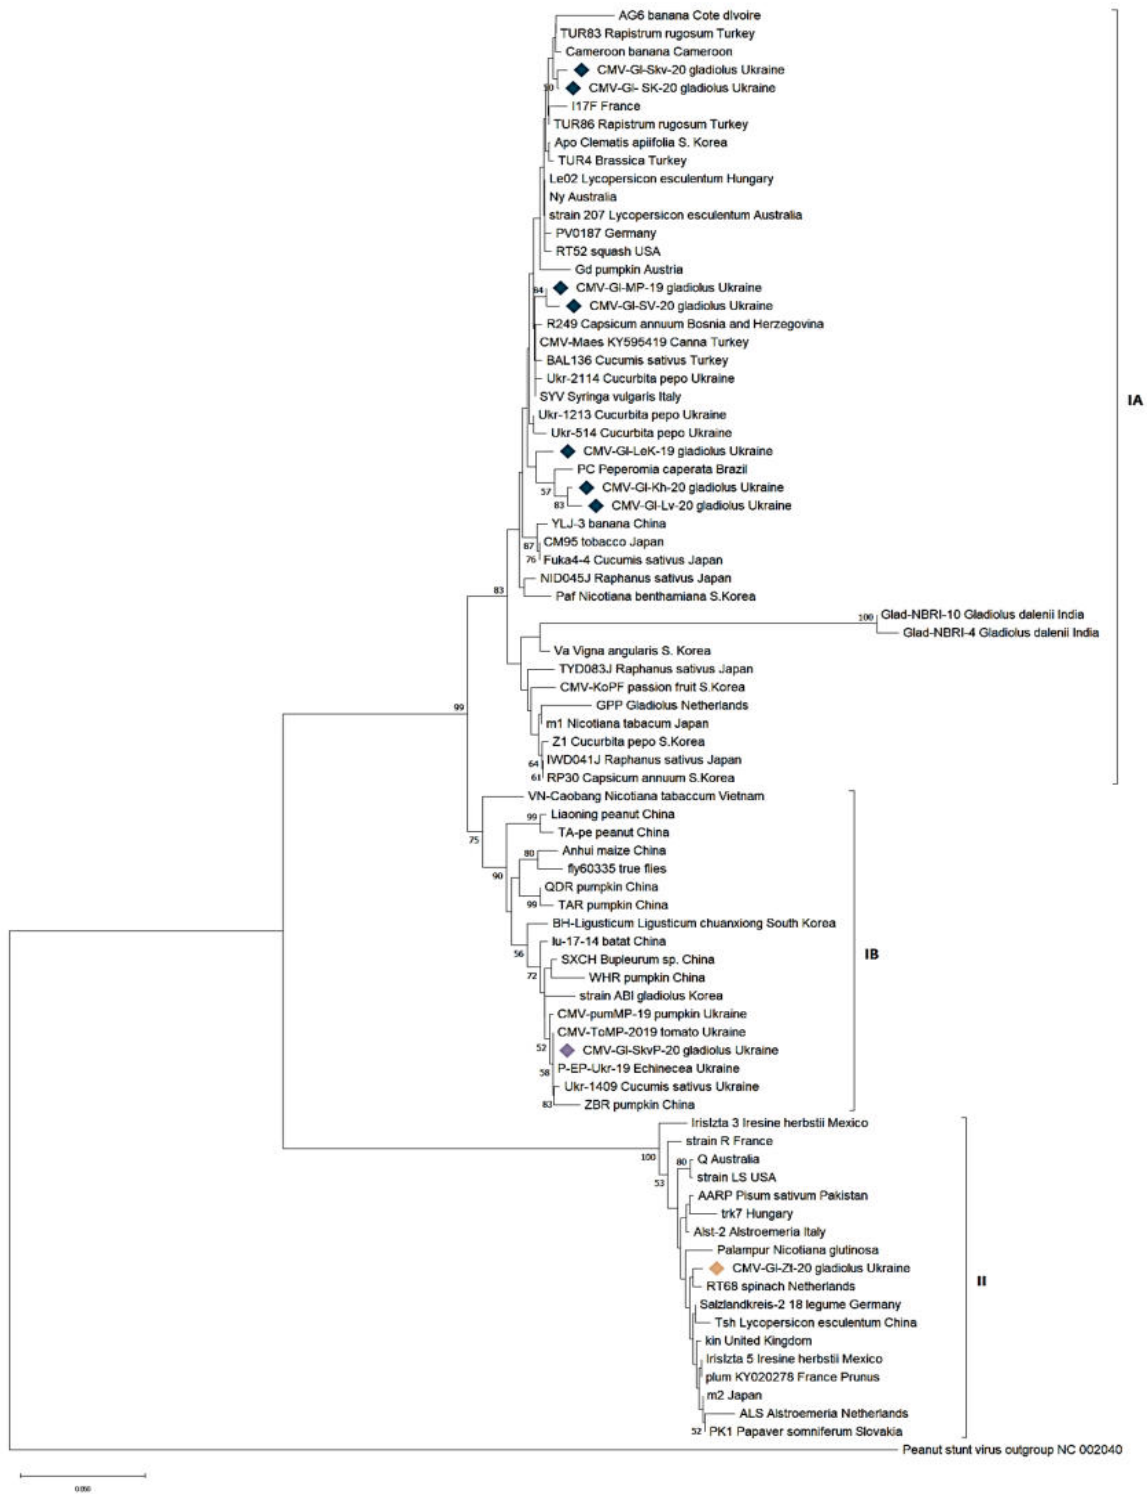 AG6 banana Cote dIvoire
TUR83 Rapistrum rugosum Turkey
Cameroon banana Cameroon
CMV-Gl-Skv-20 gladiolus Ukraine
50
CMV-Gl- SK-20 gladiolus Ukraine
I17F France
TUR86 Rapistrum rugosum Turkey
Apo Clematis apiifolia S. Korea
TUR4 Brassica Turkey
Le02 Lycopersicon esculentum Hungary
Ny Australia
strain 207 Lycopersicon esculentum Australia
PV0187 Germany
RT52 squash USA
Gd pumpkin Austria
64
CMV-Gl-MP-19 gladiolus Ukraine
CMV-Gl-SV-20 gladiolus Ukraine
R249 Capsicum annuum Bosnia and Herzegovina
CMV-Maes KY595419 Canna Turkey
BAL136 Cucumis sativus Turkey
Ukr-2114 Cucurbita pepo Ukraine
SYV Syringa vulgaris Italy
IA
Ukr-1213 Cucurbita pepo Ukraine
Ukr-514 Cucurbita pepo Ukraine
CMV-Gl-LeK-19 gladiolus Ukraine
PC Peperomia caperata Brazil
57
CMV-Gl-Kh-20 gladiolus Ukraine
83
CMV-Gl-Lv-20 gladiolus Ukraine
YLJ-3 banana China
87
CM95 tobacco Japan
76
Fuka4-4 Cucumis sativus Japan
NID045J Raphanus sativus Japan
83
Paf Nicotiana benthamiana S.Korea
100
Glad-NBRI-10 Gladiolus dalenii India
Glad-NBRI-4 Gladiolus dalenii India
Va Vigna angularis S. Korea
TYD083J Raphanus sativus Japan
CMV-KoPF passion fruit S.Korea
99
GPP Gladiolus Netherlands
m1 Nicotiana tabacum Japan
Z1 Cucurbita pepo S.Korea
64
IWD041J Raphanus sativus Japan
61
RP30 Capsicum annuum S.Korea
VN-Caobang Nicotiana tabaccum Vietnam
99
Liaoning peanut China
TA-pe peanut China
75
80
Anhui maize China
fly60335 true flies
90
QDR pumpkin China
99
TAR pumpkin China
BH-Ligusticum Ligusticum chuanxiong South Korea
Iu-17-14 batat China
56
IB
SXCH Bupleurum sp. China
72
WHR pumpkin China
strain ABI gladiolus Korea
CMV-pumMP-19 pumpkin Ukraine
CMV-ToMP-2019 tomato Ukraine
52
CMV-Gl-SkvP-20 gladiolus Ukraine
58
P-EP-Ukr-19 Echinecea Ukraine
Ukr-1409 Cucumis sativus Ukraine
83
ZBR pumpkin China
IrisIzta 3 Iresine herbstii Mexico
strain R France
100
80
Q Australia
53
strain LS USA
AARP Pisum sativum Pakistan
trk7 Hungary
Alst-2 Alstroemeria Italy
Palampur Nicotiana glutinosa
CMV-Gl-Zt-20 gladiolus Ukraine
II
RT68 spinach Netherlands
Salzlandkreis-2 18 legume Germany
Tsh Lycopersicon esculentum China
kin United Kingdom
IrisIzta 5 Iresine herbstii Mexico
plum KY020278 France Prunus
m2 Japan
ALS Alstroemeria Netherlands
52
PK1 Papaver somniferum Slovakia
Peanut stunt virus outgroup NC 002040
0.050